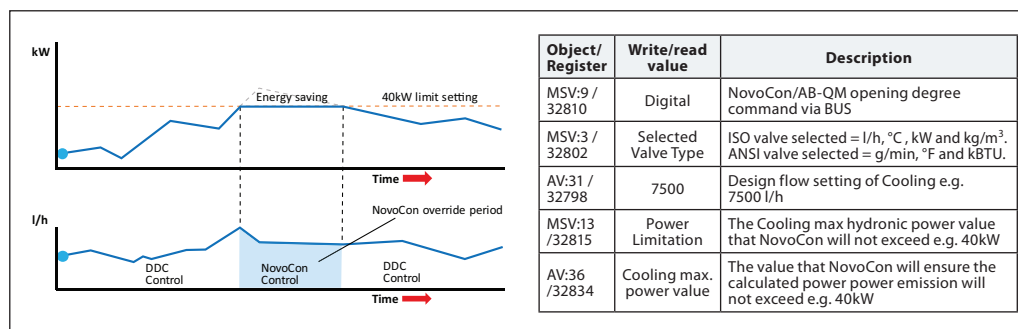 kW
Energy saving
40kW limit setting
Time
l/h
NovoCon override period
DDC
Control
NovoCon
Control
DDC
Control
Time
Object/
Register
Write/read
value
Description
MSV:9 /
32810
Digital
NovoCon/AB-QM opening degree
command via BUS
MSV:3 /
32802
Selected
Valve Type
ISO valve selected = l/h, °C , kW and kg/m³.
ANSI valve selected = g/min, °F and kBTU.
AV:31 /
32798
7500
Design flow setting of Cooling e.g.
7500 l/h
MSV:13
/32815
Power
Limitation
The Cooling max hydronic power value
that NovoCon will not exceed e.g. 40kW
AV:36
/32834
Cooling max.
power value
The value that NovoCon will ensure the
calculated power power emission will
not exceed e.g. 40kW